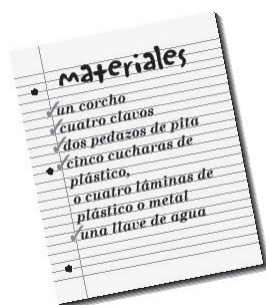 materiales
un corcho
cuatro clavos
dos pedazos de pita
cinco cucharas de
plástico,
o cuatro láminas de
plástico o metal
una llave de agua